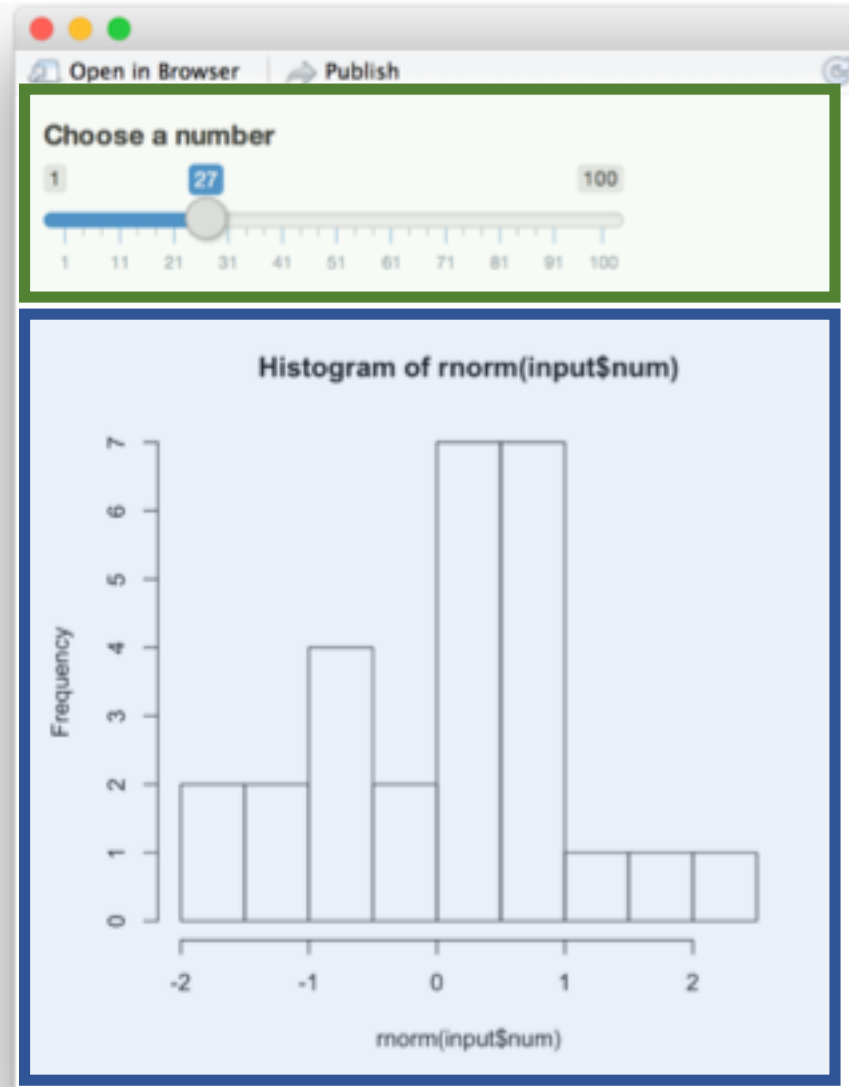 Open in Browser Publish
Choose a number
1 27 100
1 11 21 31 41 51 61 71 81 91 100
Histogram of rnorm(input$num)
7
6
5
4
3
2
1
0
Frequency
-2 -1 0 1 2
rnorm(input$num)